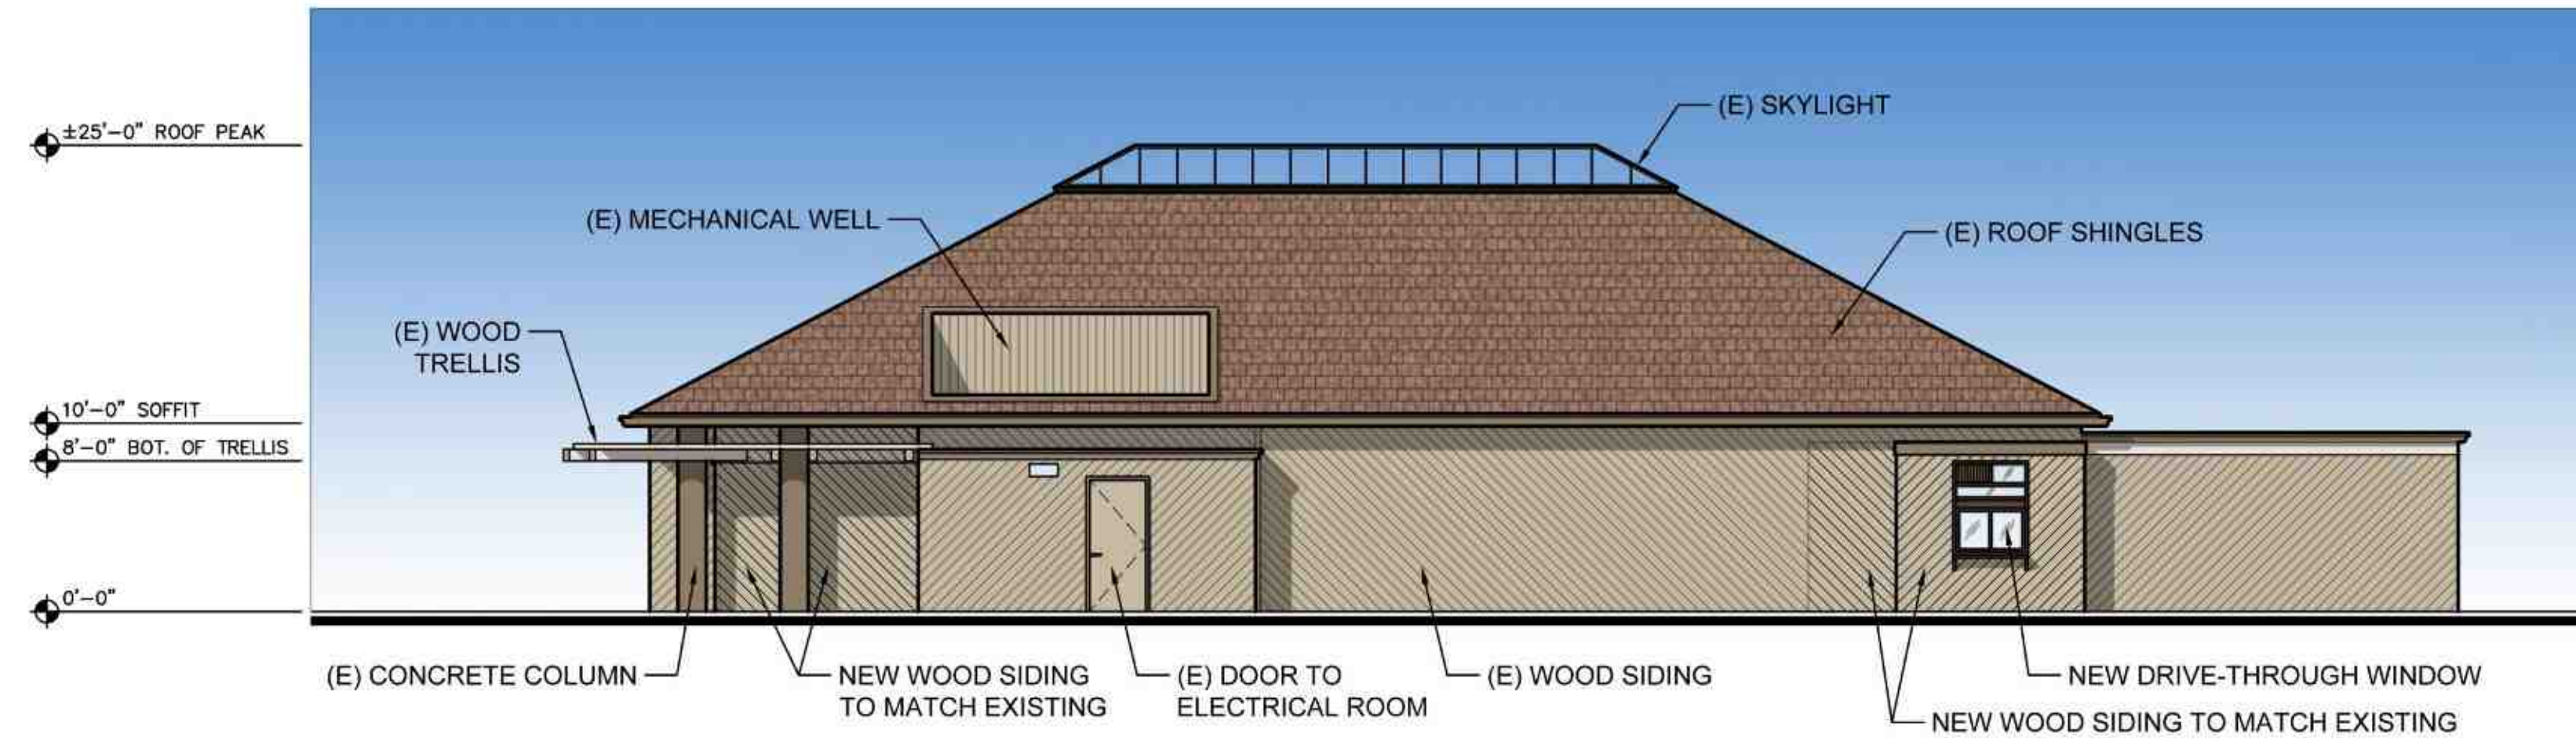 ±25'-0" ROOF PEAK
(E) SKYLIGHT
(E) MECHANICAL WELL
(E) ROOF SHINGLES
(E) WOOD
TRELLIS
10'-0" SOFFIT
8'-0" BOT. OF TRELLIS
0'-0"
(E) CONCRETE COLUMN
NEW WOOD SIDING
TO MATCH EXISTING
(E) DOOR TO
ELECTRICAL ROOM
(E) WOOD SIDING
NEW DRIVE-THROUGH WINDOW
NEW WOOD SIDING TO MATCH EXISTING